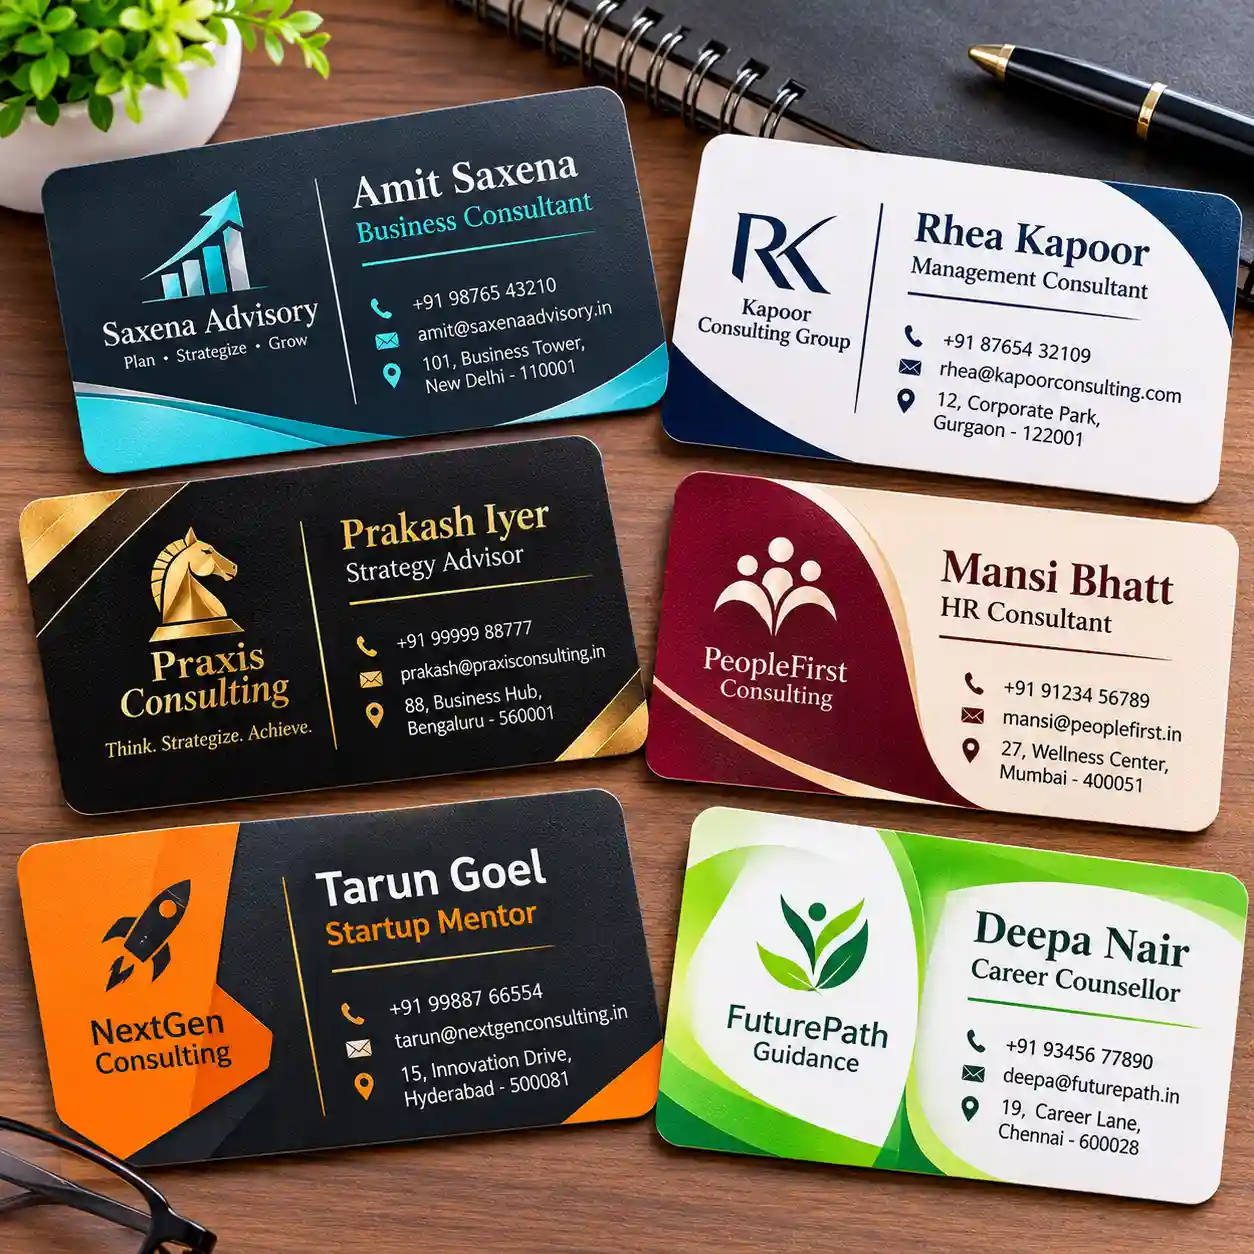 Saxena Advisory
Plan • Strategize • Grow
Amit Saxena
Business Consultant
+91 98765 43210
amit@saxenaadvisory.in
101, Business Tower,
New Delhi - 110001
RK
Kapoor
Consulting Group
Rhea Kapoor
Management Consultant
+91 87654 32109
rhea@kapoorconsulting.com
12, Corporate Park,
Gurgaon - 122001
Praxis
Consulting
Think. Strategize. Achieve.
Prakash Iyer
Strategy Advisor
+91 99999 88777
prakash@praxisconsulting.in
88, Business Hub,
Bengaluru - 560001
PeopleFirst
Consulting
Mansi Bhatt
HR Consultant
+91 91234 56789
mansi@peoplefirst.in
27, Wellness Center,
Mumbai - 400051
NextGen
Consulting
Tarun Goel
Startup Mentor
+91 99887 66554
tarun@nextgenconsulting.in
15, Innovation Drive,
Hyderabad - 500081
FuturePath
Guidance
Deepa Nair
Career Counsellor
+91 93456 77890
deepa@futurepath.in
19, Career Lane,
Chennai - 600028